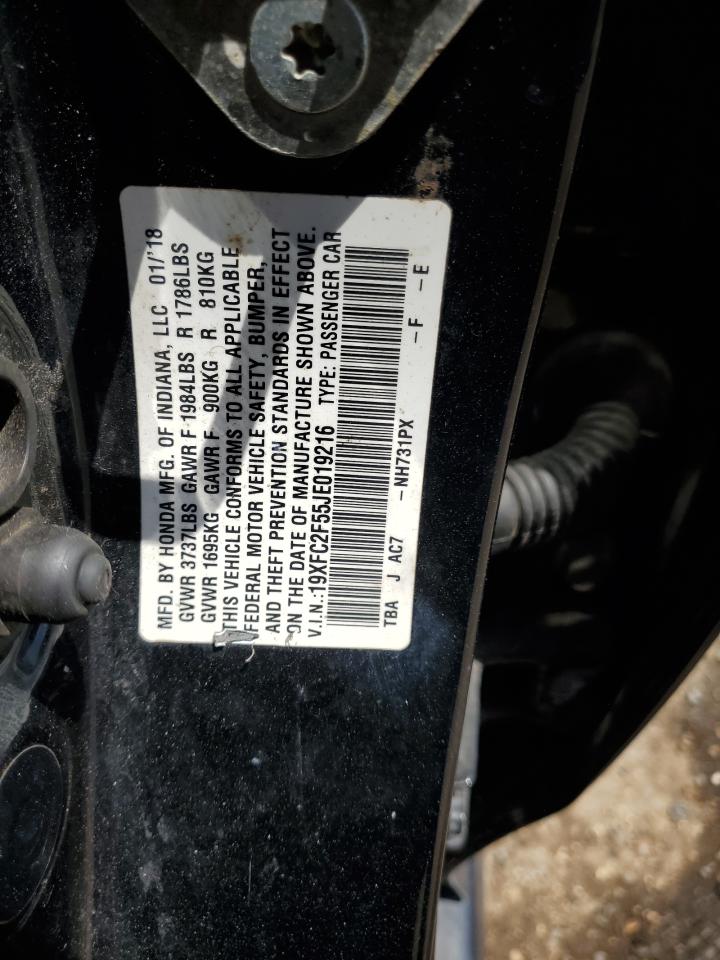 MFD. BY HONDA MFG. OF INDIANA, LLC 01/'18
GVWR 3737LBS GAWR F 1984LBS R 1786LBS
GVWR 1695KG GAWR F 900KG R 810KG
THIS VEHICLE CONFORMS TO ALL APPLICABLE
FEDERAL MOTOR VEHICLE SAFETY, BUMPER,
AND THEFT PREVENTION STANDARDS IN EFFECT
ON THE DATE OF MANUFACTURE SHOWN ABOVE.
V.I.N.:19XFC2F55JE019216 TYPE: PASSENGER CAR
TBA J AC7 -NH731PX -F -E